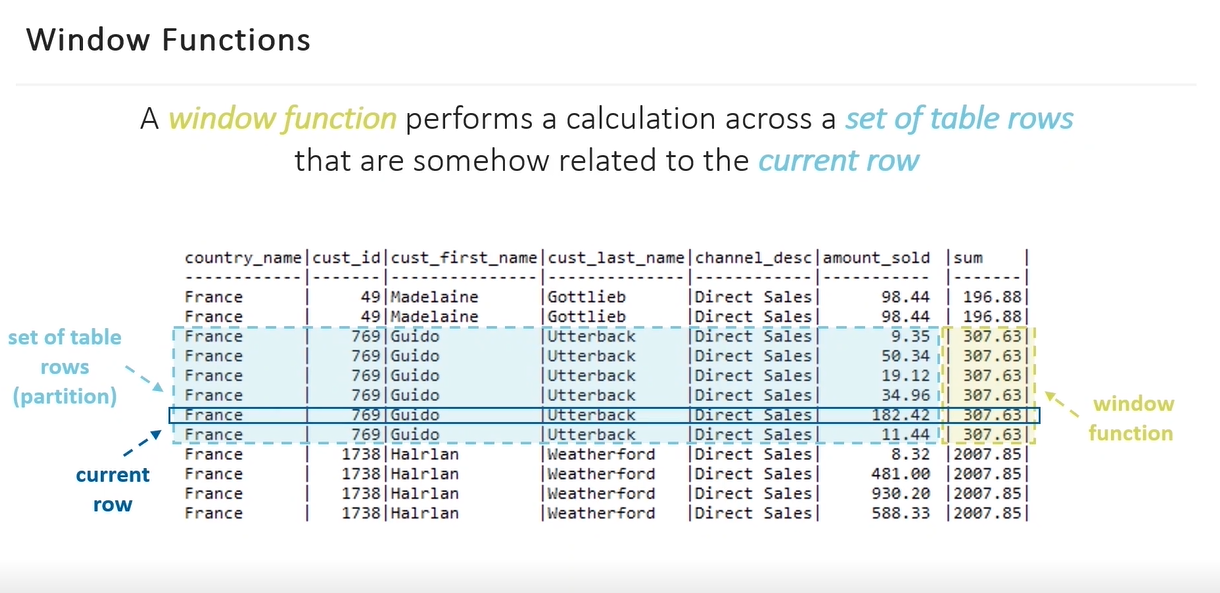 Window Functions
A window function performs a calculation across a set of table rows
that are somehow related to the current row
country_name|cust_id|cust_first_name|cust_last_name|channel_desc|amount_sold |sum |
------------|-------|---------------|--------------|------------|----------- |-------|
France | 49|Madelaine |Gottlieb |Direct Sales| 98.44 | 196.88|
France | 49|Madelaine |Gottlieb |Direct Sales| 98.44 | 196.88|
France | 769|Guido |Utterback |Direct Sales| 9.35 | 307.63|
France | 769|Guido |Utterback |Direct Sales| 50.34 | 307.63|
France | 769|Guido |Utterback |Direct Sales| 19.12 | 307.63|
France | 769|Guido |Utterback |Direct Sales| 34.96 | 307.63|
France | 769|Guido |Utterback |Direct Sales| 182.42 | 307.63|
France | 769|Guido |Utterback |Direct Sales| 11.44 | 307.63|
France | 1738|Halrlan |Weatherford |Direct Sales| 8.32 |2007.85|
France | 1738|Halrlan |Weatherford |Direct Sales| 481.00 |2007.85|
France | 1738|Halrlan |Weatherford |Direct Sales| 930.20 |2007.85|
France | 1738|Halrlan |Weatherford |Direct Sales| 588.33 |2007.85|
set of table
rows
(partition)
current
row
window
function